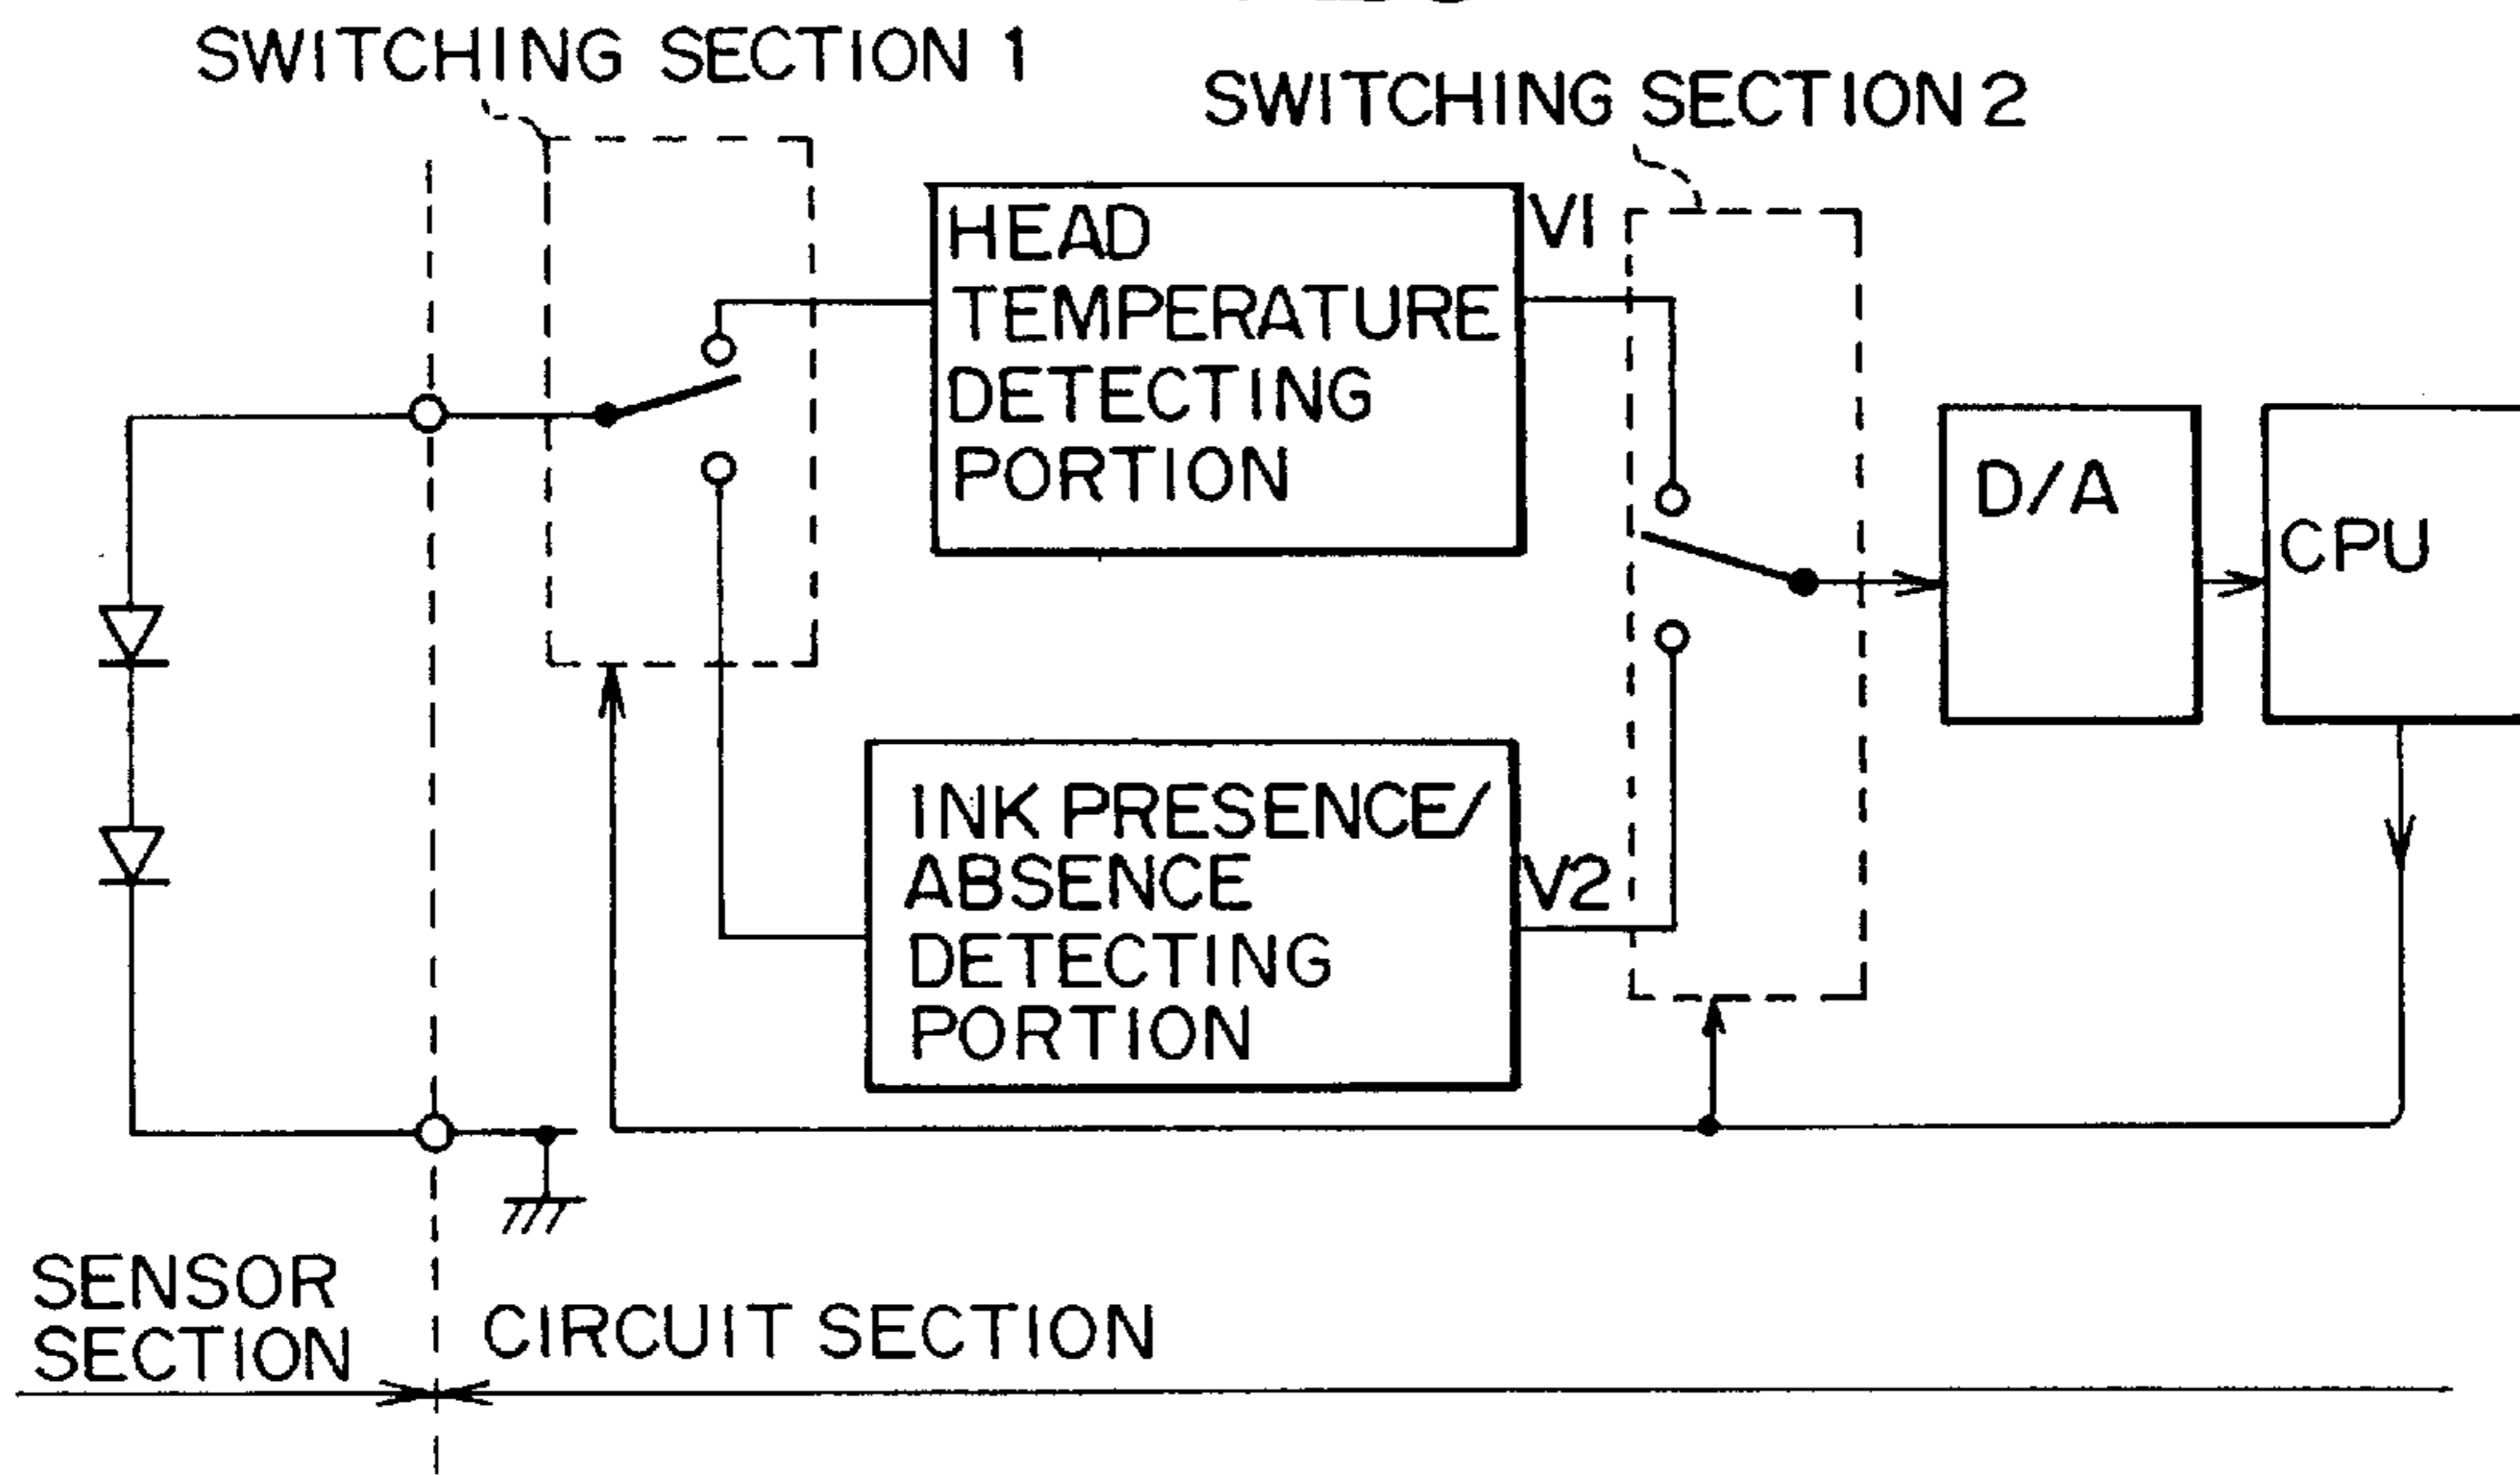 SWITCHING SECTION 1
SWITCHING SECTION 2
HEAD
TEMPERATURE
DETECTING
PORTION
V1
D/A
CPU
INK PRESENCE/
ABSENCE
DETECTING
PORTION
V2
SENSOR
SECTION
CIRCUIT SECTION